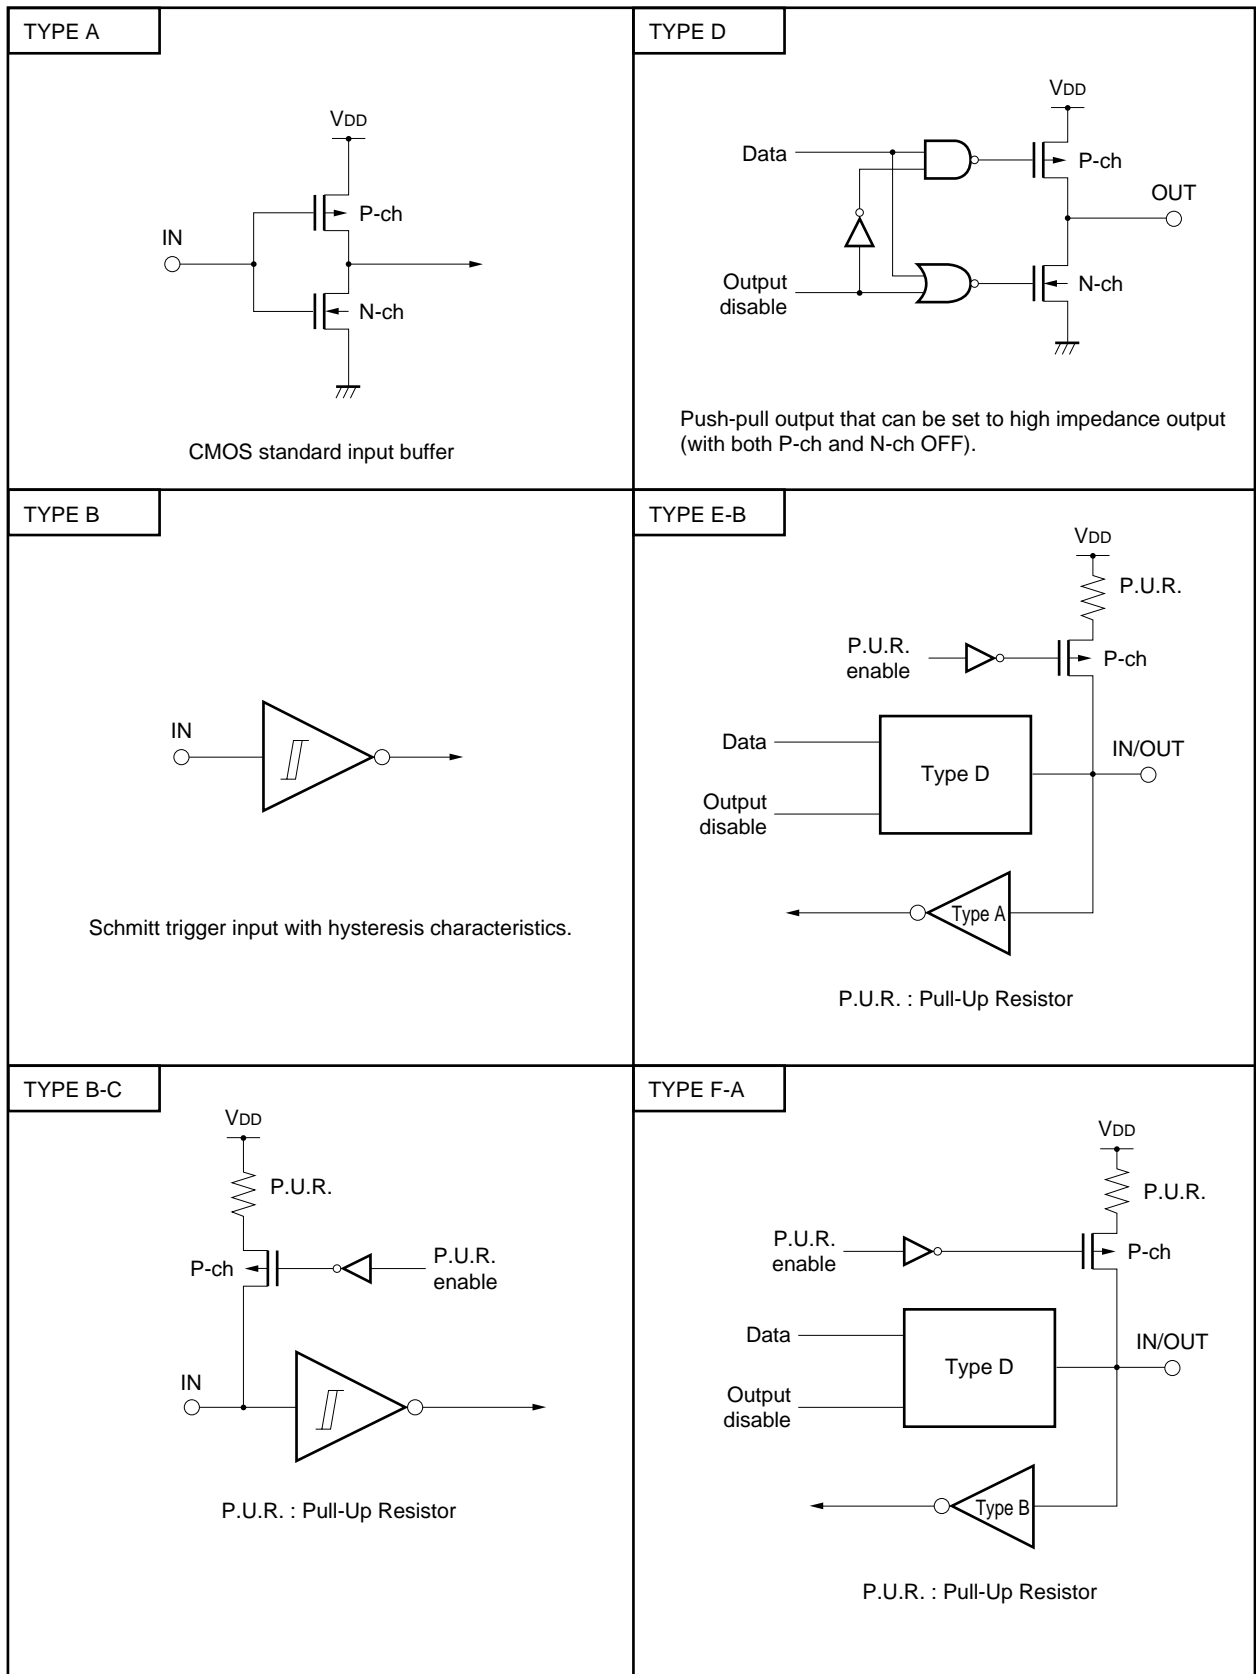 TYPE A
VDD
P-ch
IN
N-ch
CMOS standard input buffer
TYPE D
VDD
Data
P-ch
OUT
Output
disable
N-ch
Push-pull output that can be set to high impedance output
(with both P-ch and N-ch OFF).
TYPE B
IN
Schmitt trigger input with hysteresis characteristics.
TYPE E-B
VDD
P.U.R.
P.U.R.
enable
P-ch
Data
IN/OUT
Type D
Output
disable
Type A
P.U.R. : Pull-Up Resistor
TYPE B-C
VDD
P.U.R.
P-ch
P.U.R.
enable
IN
P.U.R. : Pull-Up Resistor
TYPE F-A
VDD
P.U.R.
P.U.R.
enable
P-ch
Data
IN/OUT
Type D
Output
disable
Type B
P.U.R. : Pull-Up Resistor